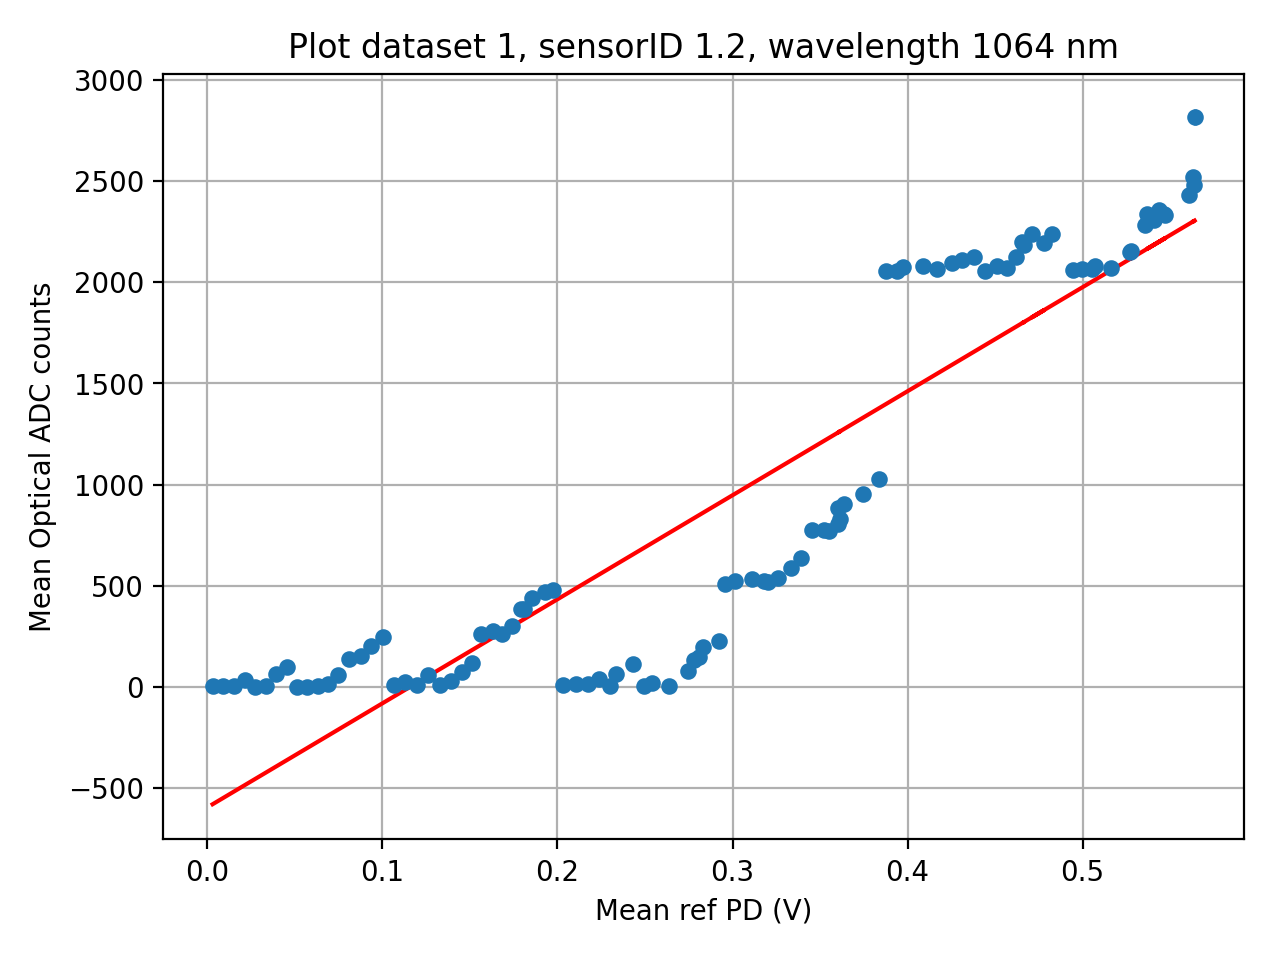 Plot dataset 1, sensorID 1.2, wavelength 1064 nm
3000
2500
2000
1500
1000
500
0
−500
Mean Optical ADC counts
0.0 0.1 0.2 0.3 0.4 0.5
Mean ref PD (V)